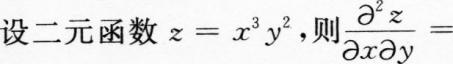 设二元函数 z = x³y²,则 ∂²z/∂x∂y =